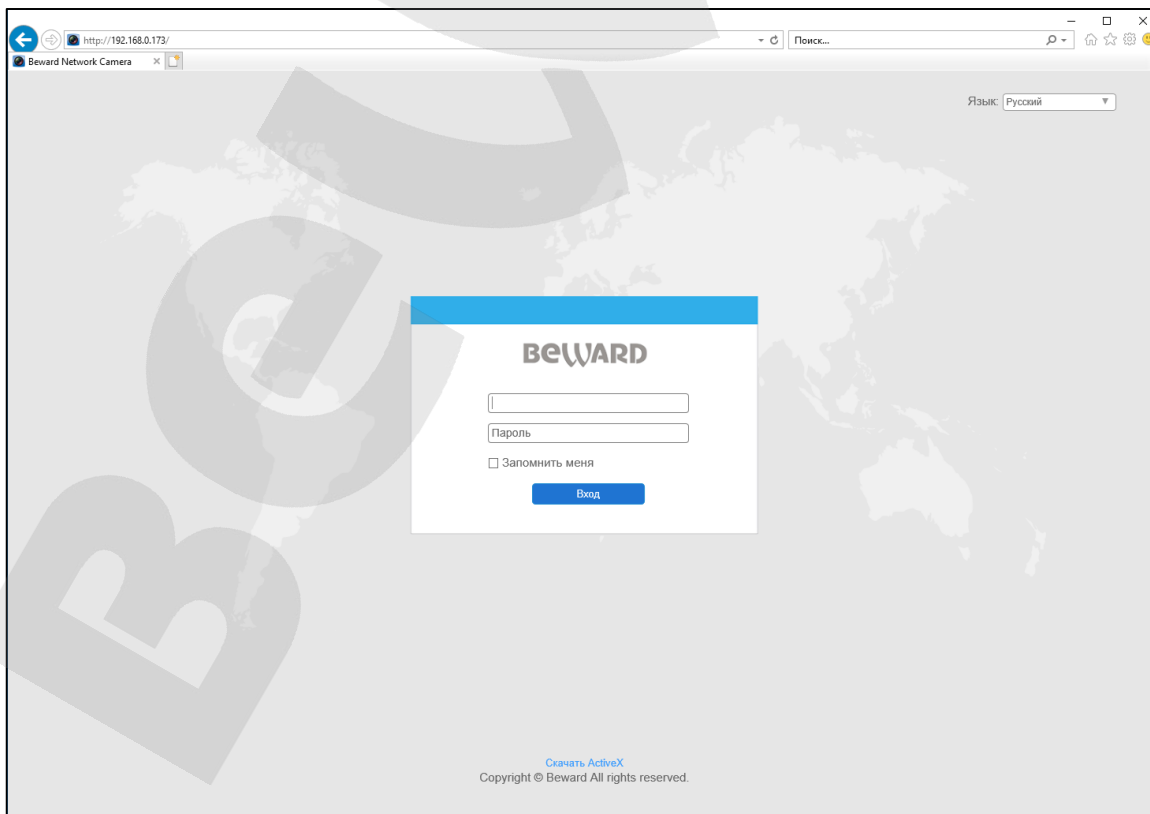 http://192.168.0.173/
Поиск...
Beward Network Camera
Язык: Русский
BEWARD
Пароль
Запомнить меня
Вход
Скачать ActiveX
Copyright © Beward All rights reserved.